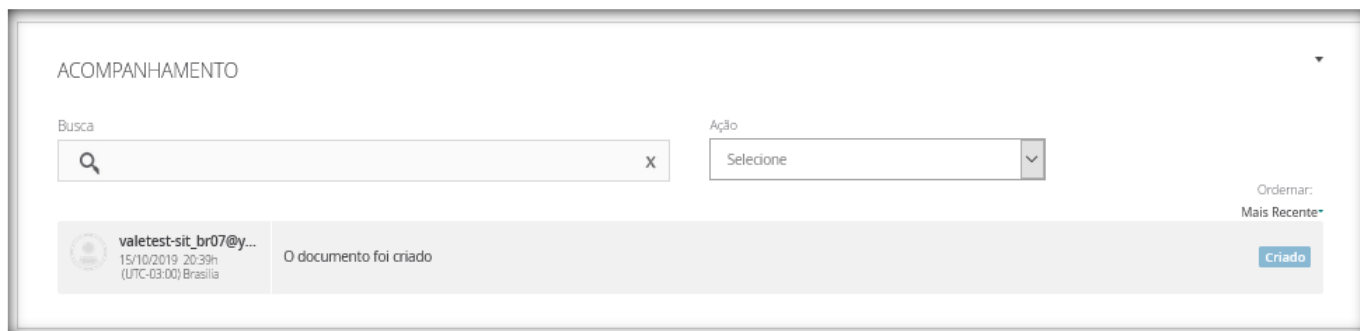 ACOMPANHAMENTO
Busca
Ação
X
Selecione
Ordernar:
Mais Recente
valetest-sit_br07@y...
15/10/2019 20:39h
(UTC-03:00) Brasilia
O documento foi criado
Criado